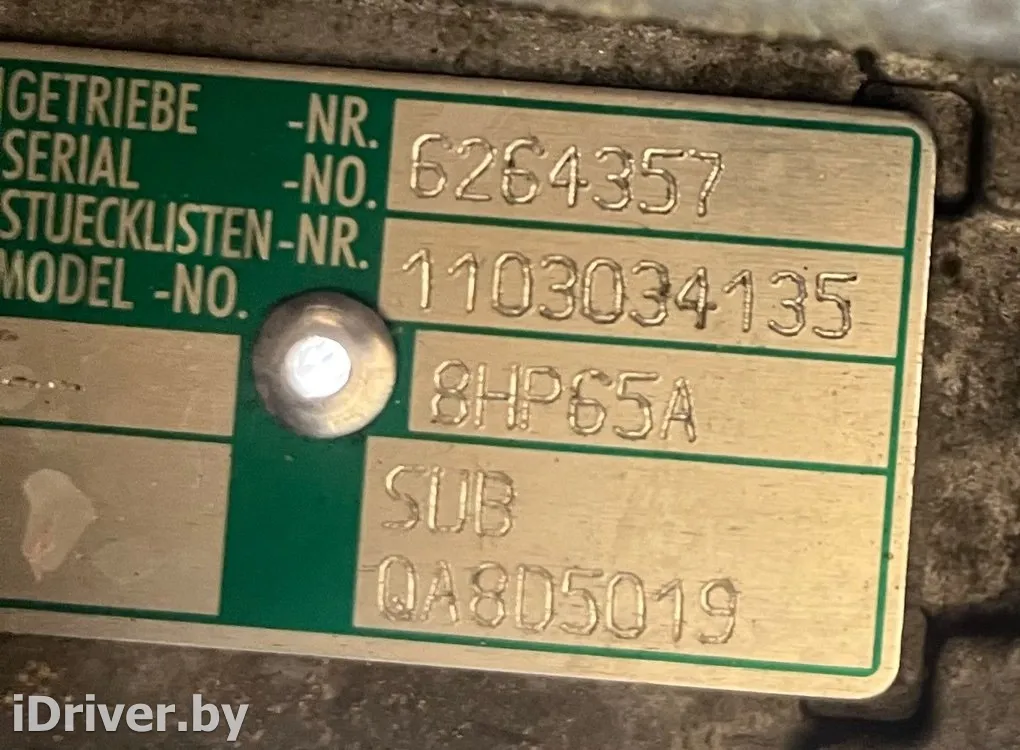 GETRIEBE -NR. 6264357
SERIAL -NO.
STUECKLISTEN-NR. 1103034135
MODEL -NO.
8HP65A
SUB
QA8D5019
iDriver.by